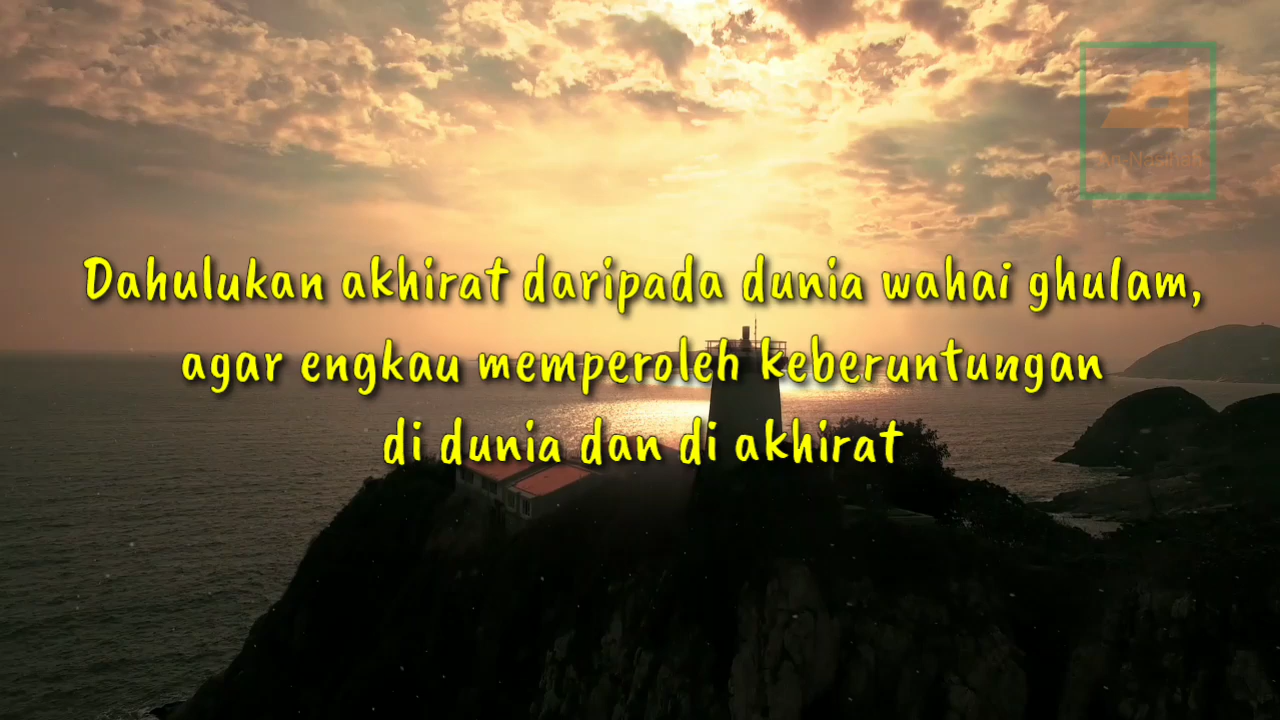 Dahulukan akhirat daripada dunia wahai ghulam,
agar engkau memperoleh keberuntungan
di dunia dan di akhirat